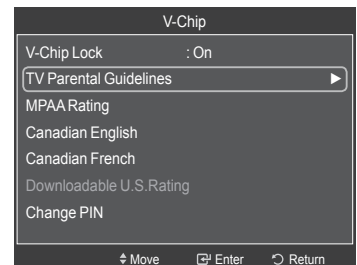 V-Chip
V-Chip Lock : On
TV Parental Guidelines
MPAA Rating
Canadian English
Canadian French
Downloadable U.S.Rating
Change PIN
Move Enter Return